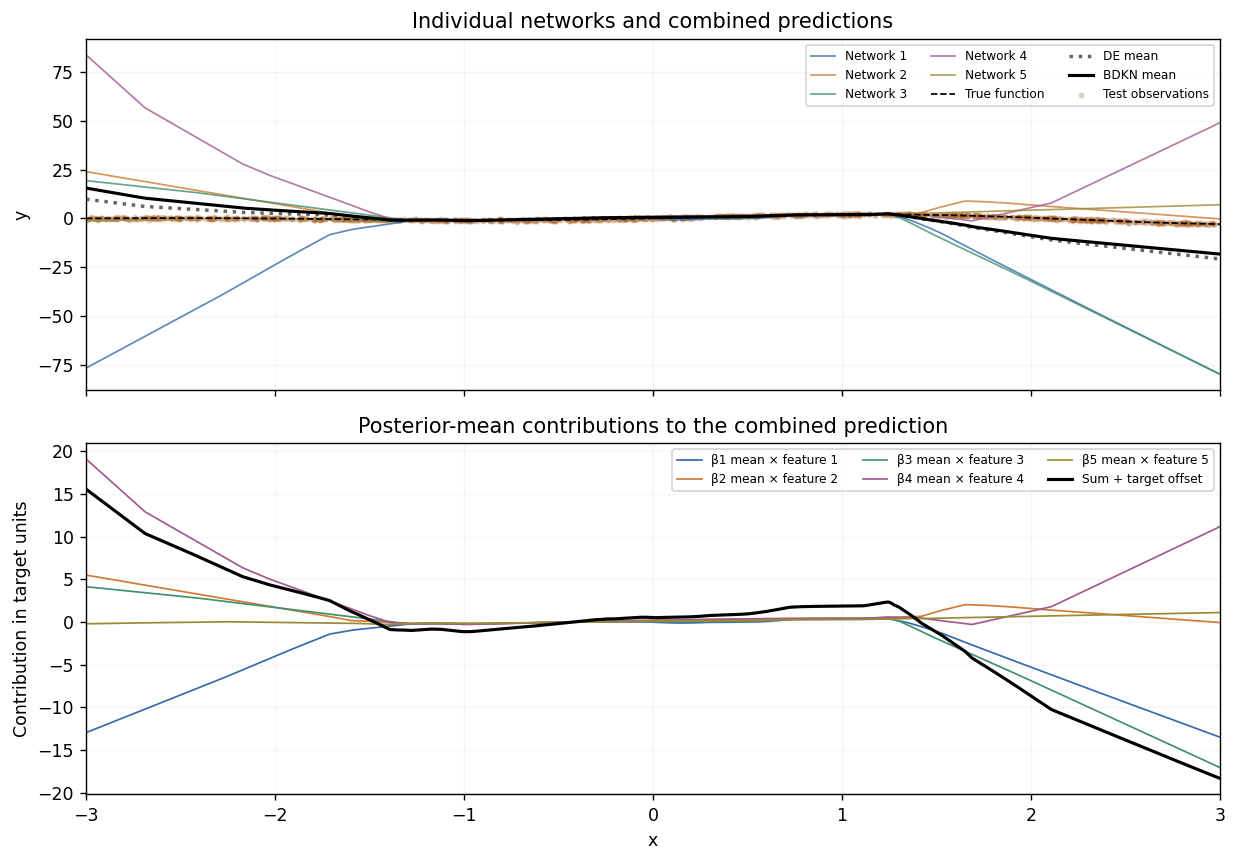 Individual networks and combined predictions
Network 1
Network 2
Network 3
Network 4
Network 5
True function
DE mean
BDKN mean
Test observations
75
50
25
0
−25
−50
−75
y
Posterior-mean contributions to the combined prediction
β1 mean × feature 1
β2 mean × feature 2
β3 mean × feature 3
β4 mean × feature 4
β5 mean × feature 5
Sum + target offset
20
15
10
5
0
−5
−10
−15
−20
Contribution in target units
−3 −2 −1 0 1 2 3
x